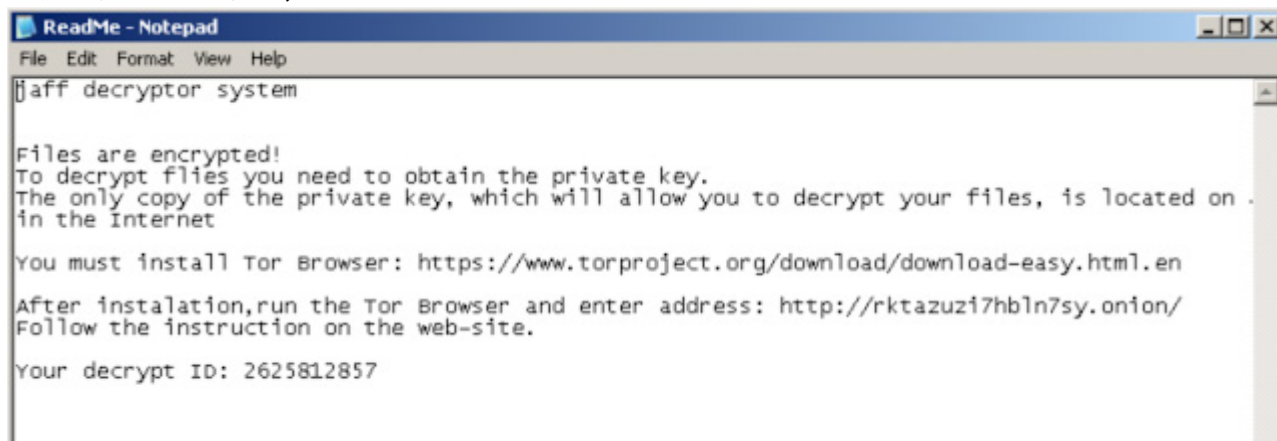 ReadMe - Notepad
File Edit Format View Help
jaff decryptor system
Files are encrypted!
To decrypt flies you need to obtain the private key.
The only copy of the private key, which will allow you to decrypt your files, is located on
in the Internet
You must install Tor Browser: https://www.torproject.org/download/download-easy.html.en
After instalation,run the Tor Browser and enter address: http://rktazuzi7hbln7sy.onion/
Follow the instruction on the web-site.
Your decrypt ID: 2625812857